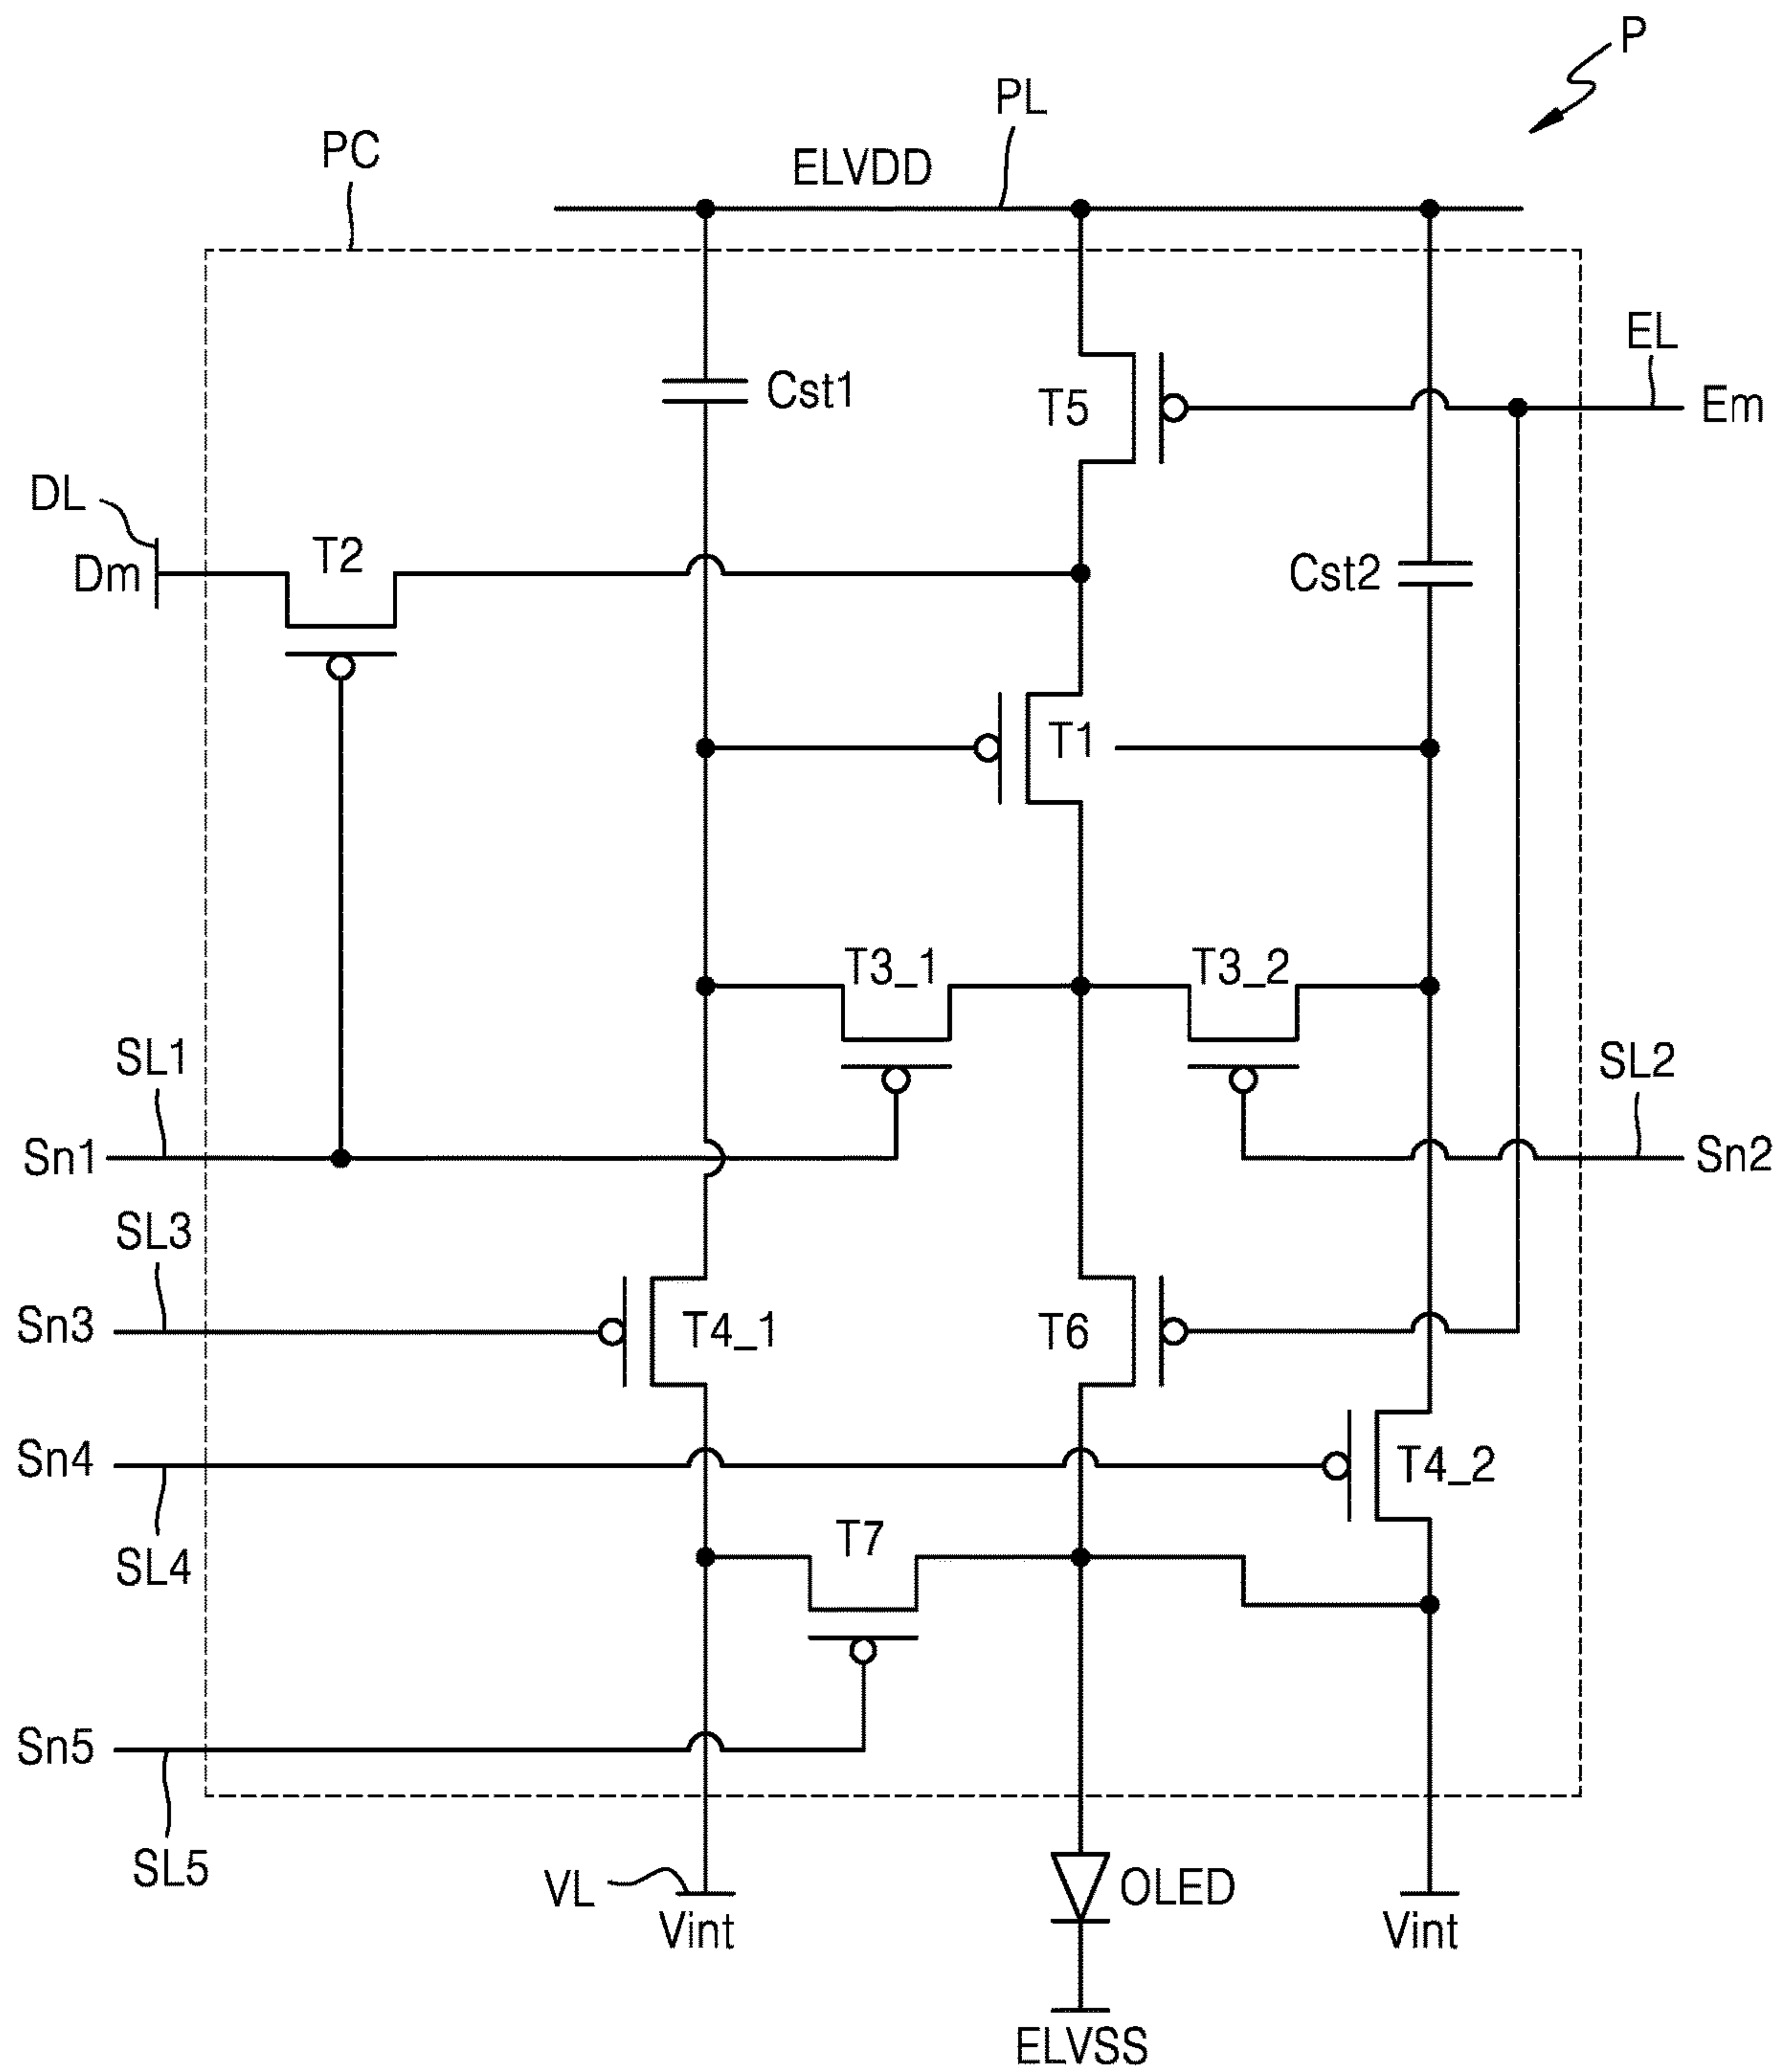 P
PL
PC
ELVDD
EL
Cst1
T5
Em
DL
T2
Dm
Cst2
T1
T3_1
T3_2
SL1
SL2
Sn1
Sn2
SL3
Sn3
T4_1
T6
Sn4
T4_2
T7
SL4
Sn5
SL5
VL
OLED
Vint
Vint
ELVSS